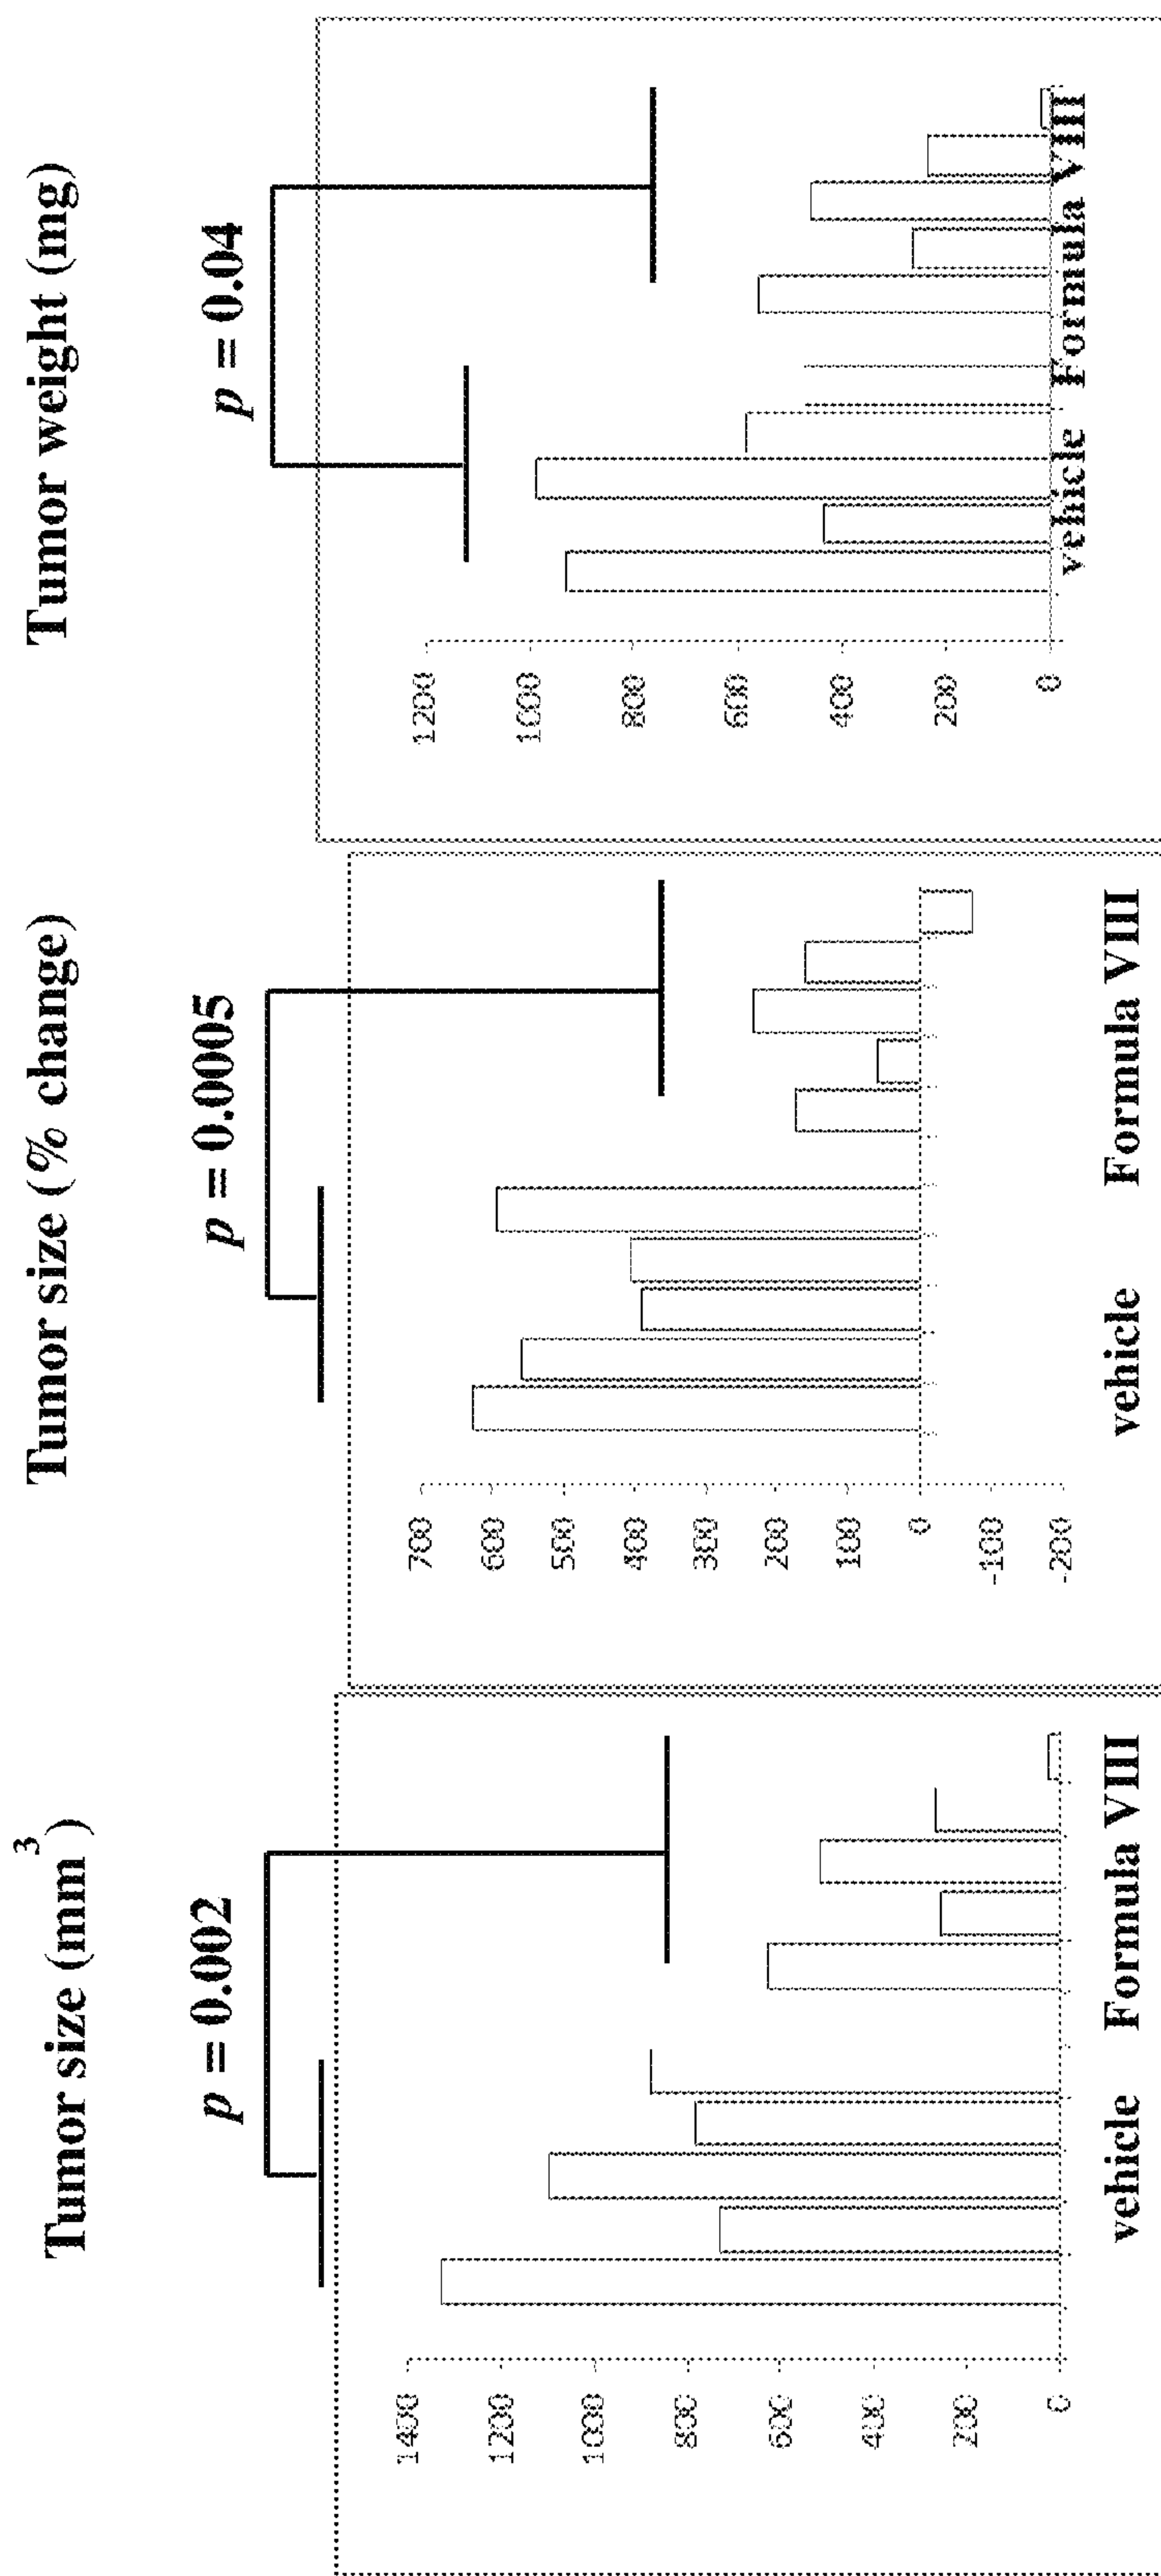 Tumor size (mm³)
p = 0.002
1400
1200
1000
800
600
400
200
0
vehicle Formula VIII
Tumor size (% change)
p = 0.0005
700
600
500
400
300
200
100
0
-100
-200
vehicle Formula VIII
Tumor weight (mg)
p = 0.04
1200
1000
800
600
400
200
0
vehicle Formula VIII